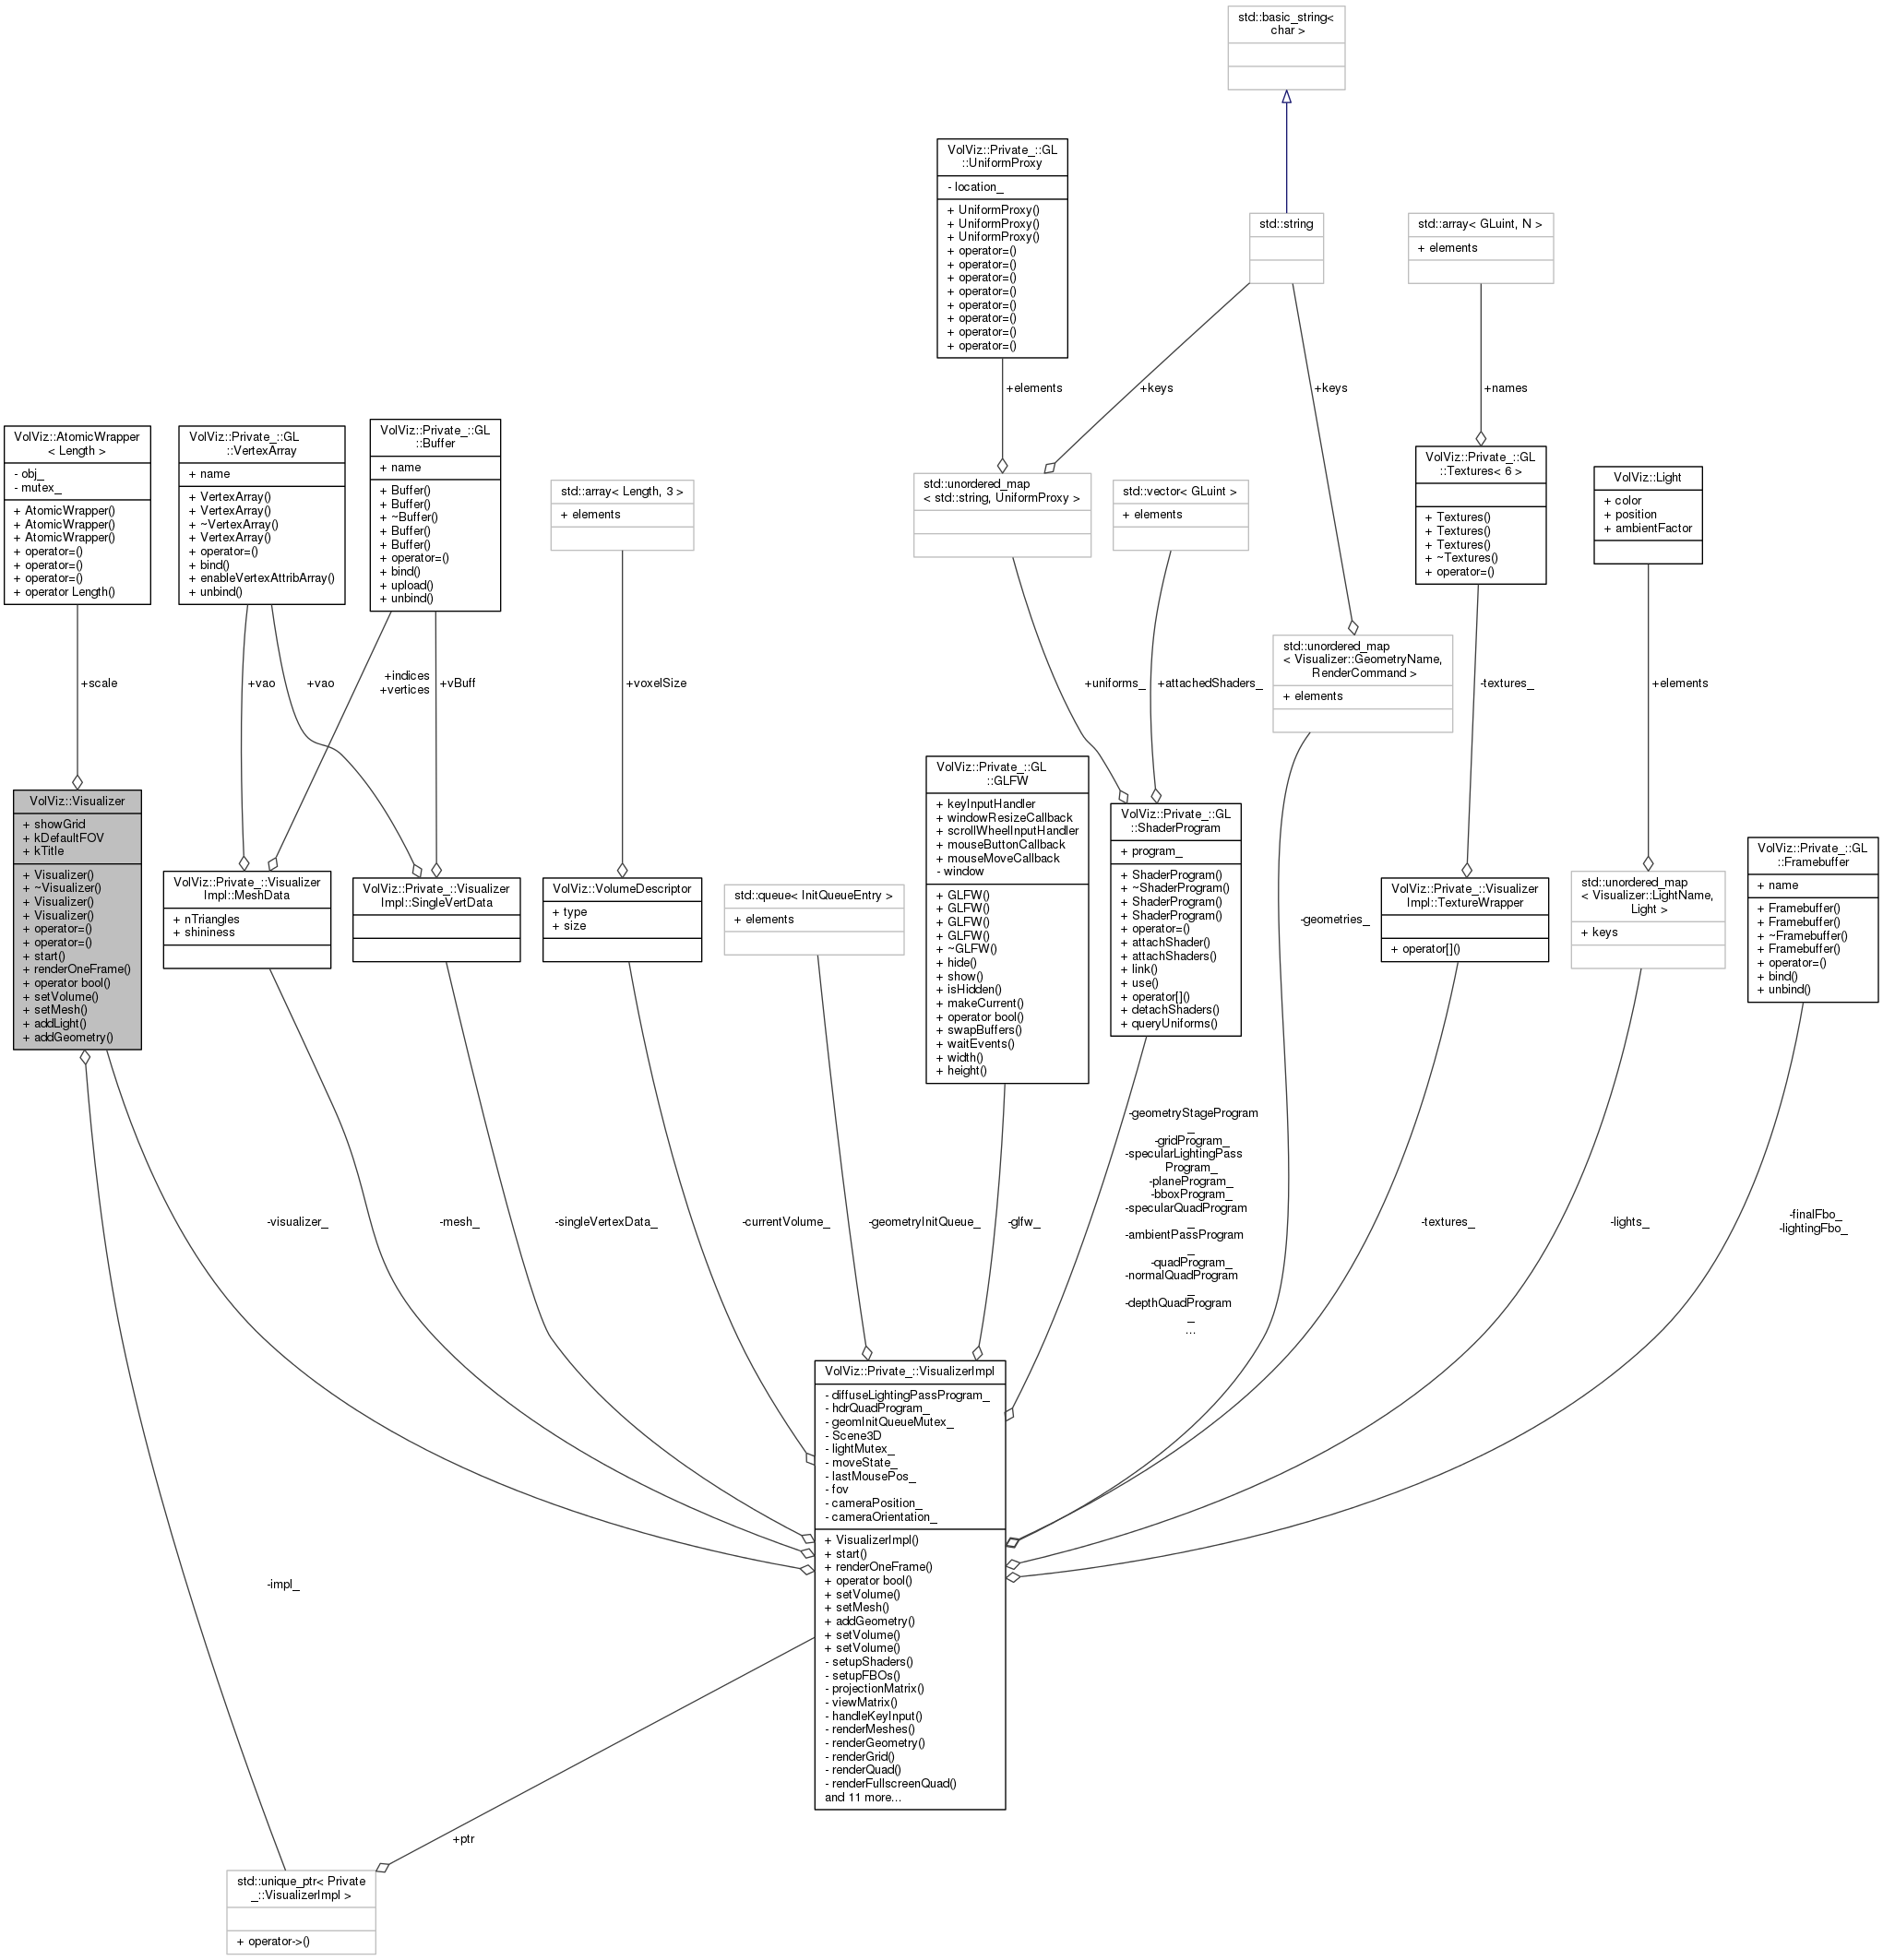 std::basic_string<
char >
VolViz::Private_::GL
::UniformProxy
- location_
+ UniformProxy()
+ UniformProxy()
+ UniformProxy()
+ operator=()
+ operator=()
+ operator=()
+ operator=()
+ operator=()
+ operator=()
+ operator=()
+ operator=()
std::string
std::array< GLuint, N >
+ elements
+elements
+keys
+keys
+names
VolViz::AtomicWrapper
< Length >
- obj_
- mutex_
+ AtomicWrapper()
+ AtomicWrapper()
+ AtomicWrapper()
+ operator=()
+ operator=()
+ operator=()
+ operator Length()
VolViz::Private_::GL
::VertexArray
+ name
+ VertexArray()
+ VertexArray()
+ ~VertexArray()
+ VertexArray()
+ operator=()
+ bind()
+ enableVertexAttribArray()
+ unbind()
VolViz::Private_::GL
::Buffer
+ name
+ Buffer()
+ Buffer()
+ ~Buffer()
+ Buffer()
+ Buffer()
+ operator=()
+ bind()
+ upload()
+ unbind()
std::array< Length, 3 >
+ elements
std::unordered_map
< std::string, UniformProxy >
std::vector< GLuint >
+ elements
VolViz::Private_::GL
::Textures< 6 >
+ Textures()
+ Textures()
+ Textures()
+ ~Textures()
+ operator=()
VolViz::Light
+ color
+ position
+ ambientFactor
std::unordered_map
< Visualizer::GeometryName,
RenderCommand >
+ elements
+scale
+vao
+vao
+indices
+vertices
+vBuff
+voxelSize
+uniforms_
+attachedShaders_
-textures_
+elements
VolViz::Visualizer
+ showGrid
+ kDefaultFOV
+ kTitle
+ Visualizer()
+ ~Visualizer()
+ Visualizer()
+ Visualizer()
+ operator=()
+ operator=()
+ start()
+ renderOneFrame()
+ operator bool()
+ setVolume()
+ setMesh()
+ addLight()
+ addGeometry()
VolViz::Private_::Visualizer
Impl::MeshData
+ nTriangles
+ shininess
VolViz::Private_::Visualizer
Impl::SingleVertData
VolViz::VolumeDescriptor
+ type
+ size
std::queue< InitQueueEntry >
+ elements
VolViz::Private_::GL
::GLFW
+ keyInputHandler
+ windowResizeCallback
+ scrollWheelInputHandler
+ mouseButtonCallback
+ mouseMoveCallback
- window
+ GLFW()
+ GLFW()
+ GLFW()
+ GLFW()
+ ~GLFW()
+ hide()
+ show()
+ isHidden()
+ makeCurrent()
+ operator bool()
+ swapBuffers()
+ waitEvents()
+ width()
+ height()
VolViz::Private_::GL
::ShaderProgram
+ program_
+ ShaderProgram()
+ ~ShaderProgram()
+ ShaderProgram()
+ ShaderProgram()
+ operator=()
+ attachShader()
+ attachShaders()
+ link()
+ use()
+ operator[]()
+ detachShaders()
+ queryUniforms()
-geometries_
VolViz::Private_::Visualizer
Impl::TextureWrapper
+ operator[]()
std::unordered_map
< Visualizer::LightName,
Light >
+ keys
VolViz::Private_::GL
::Framebuffer
+ name
+ Framebuffer()
+ Framebuffer()
+ ~Framebuffer()
+ Framebuffer()
+ operator=()
+ bind()
+ unbind()
-visualizer_
-mesh_
-singleVertexData_
-currentVolume_
-geometryInitQueue_
-glfw_
-geometryStageProgram
_
-gridProgram_
-specularLightingPass
Program_
-planeProgram_
-bboxProgram_
-specularQuadProgram
_
-ambientPassProgram
_
-quadProgram_
-normalQuadProgram
_
-depthQuadProgram
_
...
-textures_
-lights_
-finalFbo_
-lightingFbo_
VolViz::Private_::VisualizerImpl
- diffuseLightingPassProgram_
- hdrQuadProgram_
- geomInitQueueMutex_
- Scene3D
- lightMutex_
- moveState_
- lastMousePos_
- fov
- cameraPosition_
- cameraOrientation_
+ VisualizerImpl()
+ start()
+ renderOneFrame()
+ operator bool()
+ setVolume()
+ setMesh()
+ addGeometry()
+ setVolume()
+ setVolume()
- setupShaders()
- setupFBOs()
- projectionMatrix()
- viewMatrix()
- handleKeyInput()
- renderMeshes()
- renderGeometry()
- renderGrid()
- renderQuad()
- renderFullscreenQuad()
and 11 more...
-impl_
+ptr
std::unique_ptr< Private
_::VisualizerImpl >
+ operator->()